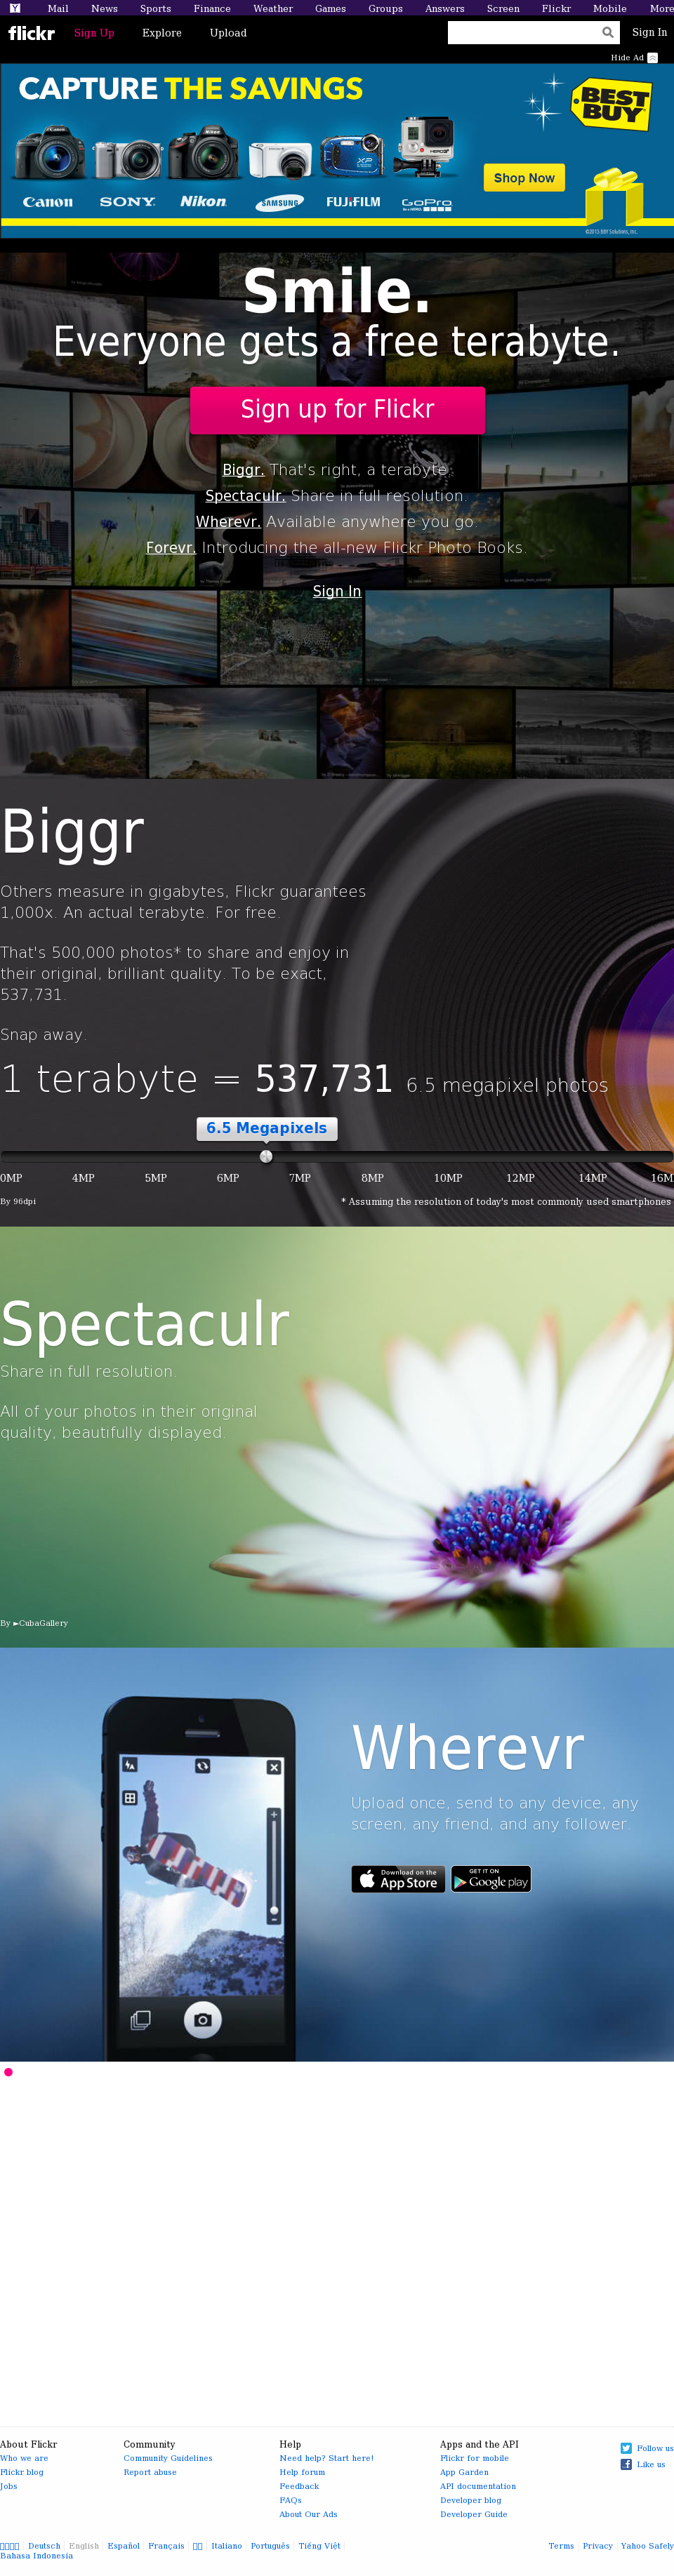 Y Mail News Sports Finance Weather Games Groups Answers Screen Flickr Mobile More
flickr Sign Up Explore Upload Sign In
Hide Ad
CAPTURE THE SAVINGS
BEST BUY
Shop Now
Canon SONY Nikon SAMSUNG FUJIFILM GoPro
©2013 BBY Solutions, Inc.
Smile.
Everyone gets a free terabyte.
Sign up for Flickr
Biggr. That's right, a terabyte.
Spectaculr. Share in full resolution.
Wherevr. Available anywhere you go.
Forevr. Introducing the all-new Flickr Photo Books.
Sign In
Biggr
Others measure in gigabytes, Flickr guarantees
1,000x. An actual terabyte. For free.
That's 500,000 photos* to share and enjoy in
their original, brilliant quality. To be exact,
537,731.
Snap away.
1 terabyte = 537,731 6.5 megapixel photos
6.5 Megapixels
0MP 4MP 5MP 6MP 7MP 8MP 10MP 12MP 14MP 16M
By 96dpi
* Assuming the resolution of today's most commonly used smartphones
Spectaculr
Share in full resolution.
All of your photos in their original
quality, beautifully displayed.
By ►CubaGallery
Wherevr
Upload once, send to any device, any
screen, any friend, and any follower
Download on the App Store
GET IT ON Google play
About Flickr
Who we are
Flickr blog
Jobs
Community
Community Guidelines
Report abuse
Help
Need help? Start here!
Help forum
Feedback
FAQs
About Our Ads
Apps and the API
Flickr for mobile
App Garden
API documentation
Developer blog
Developer Guide
Follow us
Like us
Deutsch English Español Français Italiano Português Tiếng Việt
Bahasa Indonesia
Terms Privacy Yahoo Safely